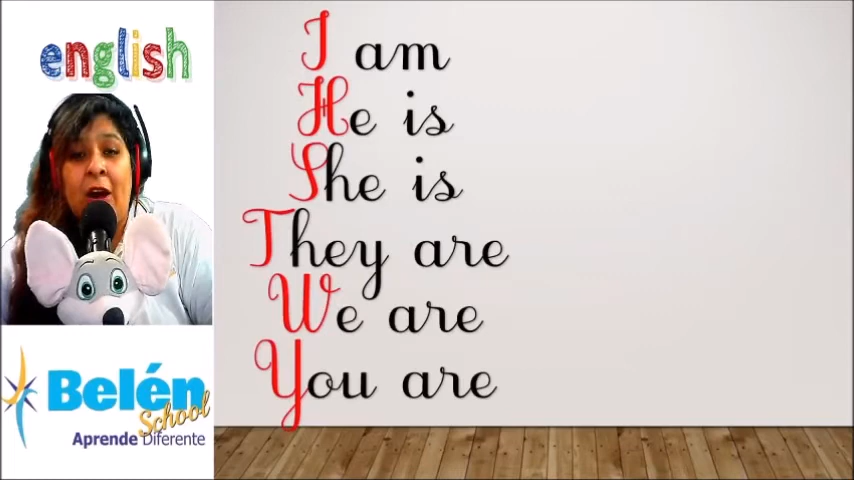 english
I am
He is
She is
They are
We are
You are
Belén
School
Aprende Diferente